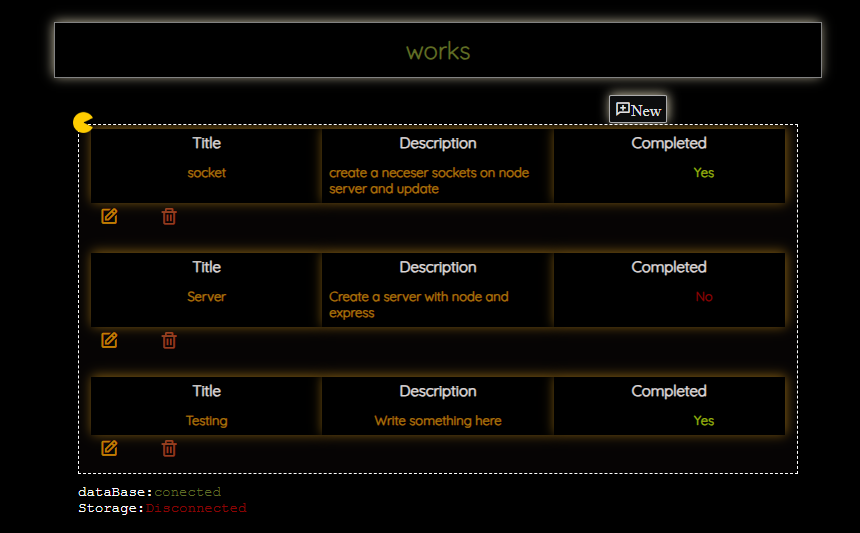 works
New
Title Description Completed
socket create a neceser sockets on node Yes
server and update
Title Description Completed
Server Create a server with node and No
express
Title Description Completed
Testing Write something here Yes
dataBase:conected
Storage:Disconnected